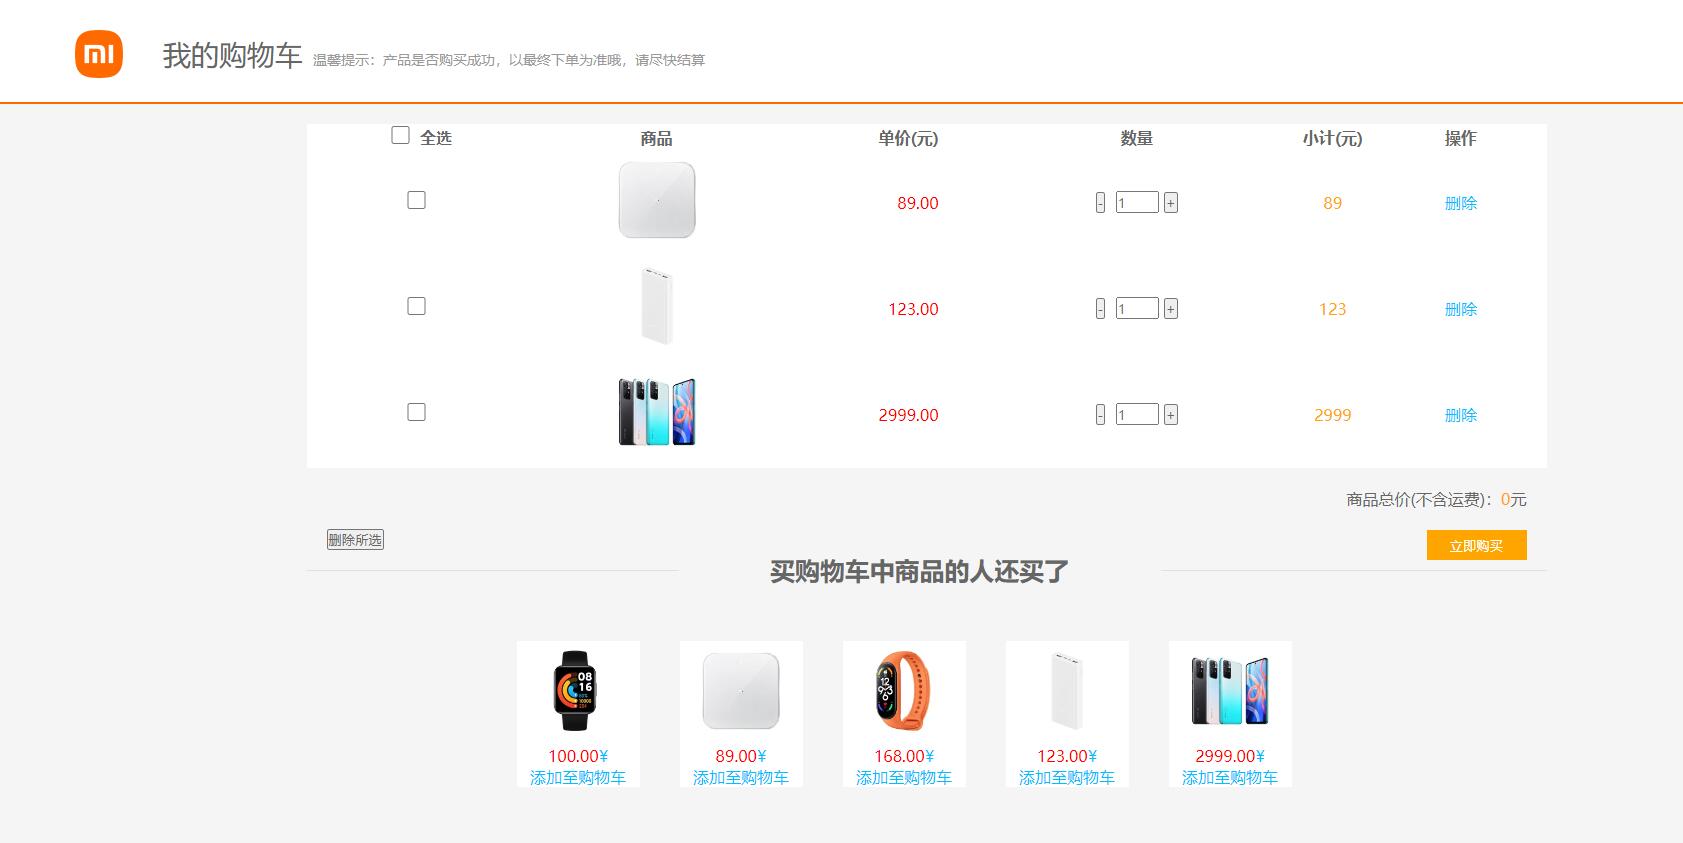 mi
我的购物车 温馨提示：产品是否购买成功，以最终下单为准哦，请尽快结算
全选 商品 单价(元) 数量 小计(元) 操作
89.00 - 1 + 89 删除
123.00 - 1 + 123 删除
2999.00 - 1 + 2999 删除
商品总价(不含运费)：0元
删除所选 立即购买
买购物车中商品的人还买了
08
16
12
9:3
6
100.00¥ 89.00¥ 168.00¥ 123.00¥ 2999.00¥
添加至购物车 添加至购物车 添加至购物车 添加至购物车 添加至购物车